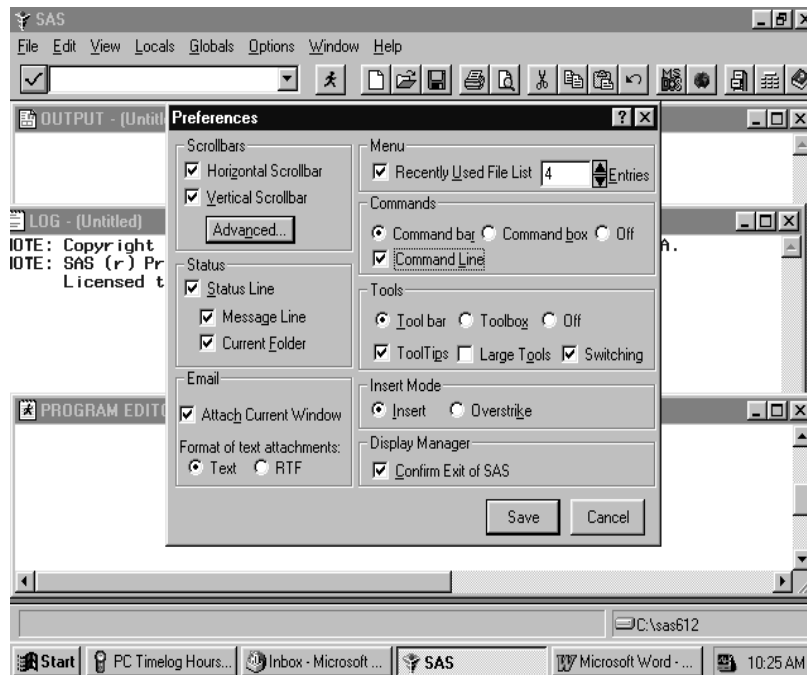 SAS
File Edit View Locals Globals Options Window Help
OUTPUT - (Untitl
Preferences
Scrollbars
Horizontal Scrollbar
Vertical Scrollbar
Advanced...
Status
Status Line
Message Line
Current Folder
Email
Attach Current Window
Format of text attachments:
Text RTF
Menu
Recently Used File List 4 Entries
Commands
Command bar Command box Off
Command Line
Tools
Tool bar Toolbox Off
ToolTips Large Tools Switching
Insert Mode
Insert Overstrike
Display Manager
Confirm Exit of SAS
Save Cancel
LOG - (Untitled)
NOTE: Copyright A.
NOTE: SAS (r) Pr
Licensed t
PROGRAM EDITO
C:\sas612
Start PC Timelog Hours... Inbox - Microsoft ... SAS Microsoft Word - ... 10:25 AM